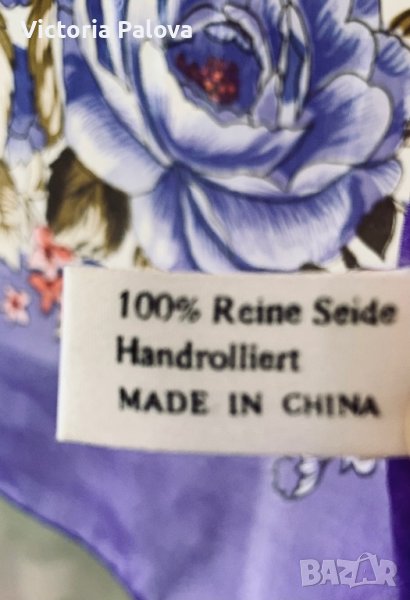 Victoria Palova
100% Reine Seide
Handrolliert
MADE IN CHINA
BAZAR